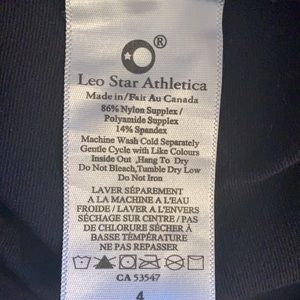 ®
Leo Star Athletica
Made in/Fait Au Canada
86% Nylon Supplex /
Polyamide Supplex
14% Spandex
Machine Wash Cold Separately
Gentle Cycle with Like Colours
Inside Out ,Hang To Dry
Do Not Bleach,Tumble Dry Low
Do Not Iron
LAVER SÉPAREMENT
A LA MACHINE A L'EAU
FROIDE / LAVER A L'ENVERS
SÉCHAGE SUR CINTRE / PAS
DE CHLORURE SÉCHER À
BASSE TEMPÉRATURE
NE PAS REPASSER
CA 53547
4